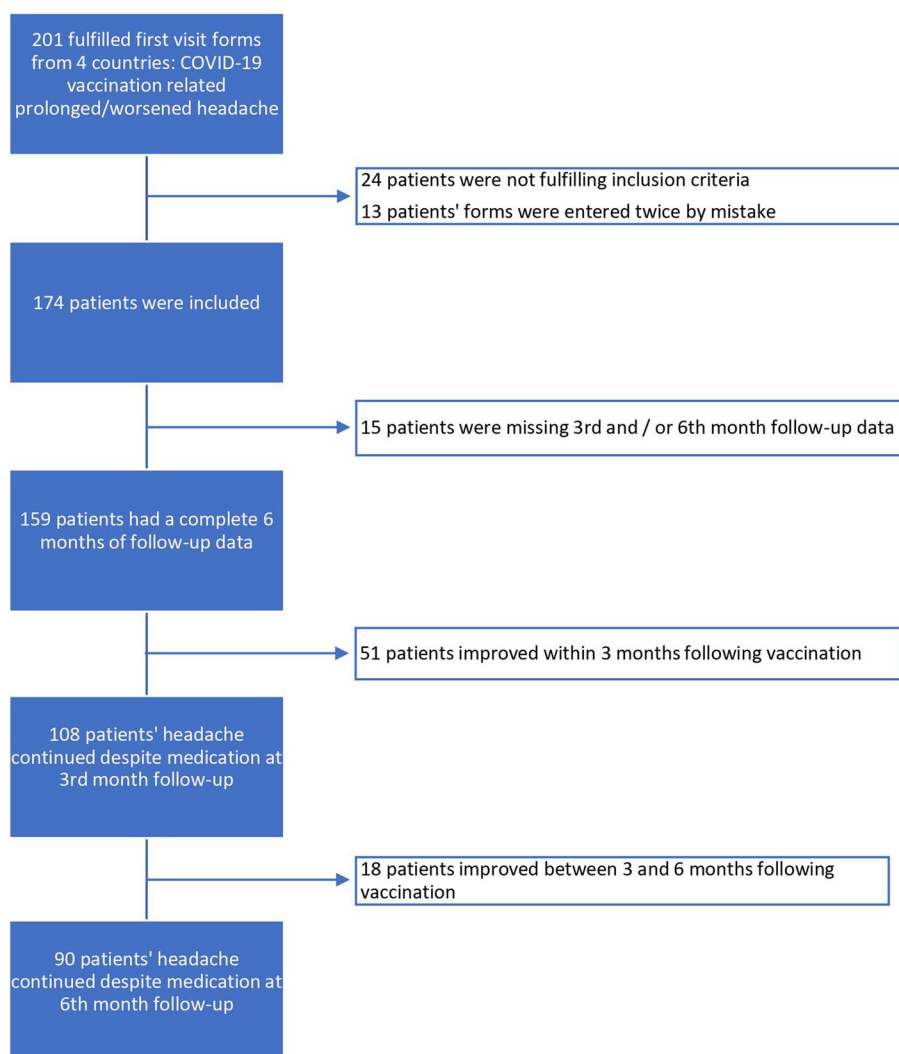 201 fulfilled first visit forms
from 4 countries: COVID-19
vaccination related
prolonged/worsened headache
24 patients were not fulfilling inclusion criteria
13 patients' forms were entered twice by mistake
174 patients were included
15 patients were missing 3rd and / or 6th month follow-up data
159 patients had a complete 6
months of follow-up data
51 patients improved within 3 months following vaccination
108 patients' headache
continued despite medication at
3rd month follow-up
18 patients improved between 3 and 6 months following
vaccination
90 patients' headache
continued despite medication at
6th month follow-up